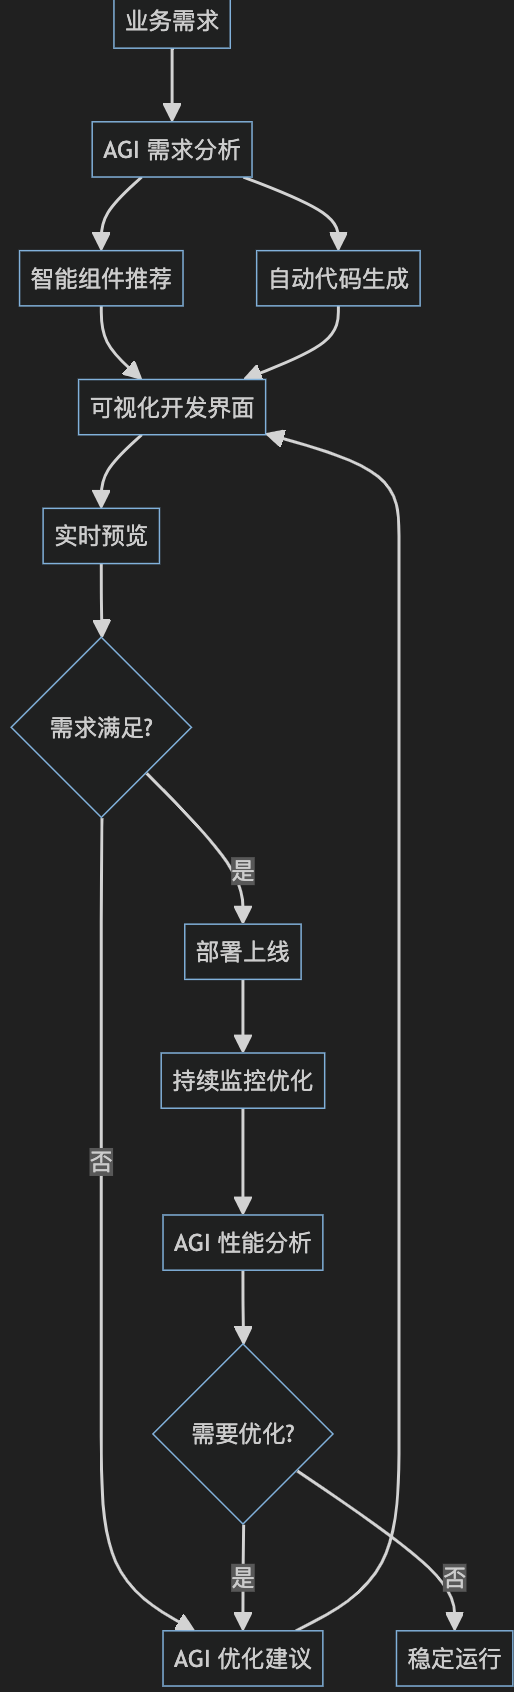 业务需求
AGI 需求分析
智能组件推荐
自动代码生成
可视化开发界面
实时预览
需求满足?
是
部署上线
持续监控优化
否
AGI 性能分析
需要优化?
是
否
AGI 优化建议
稳定运行